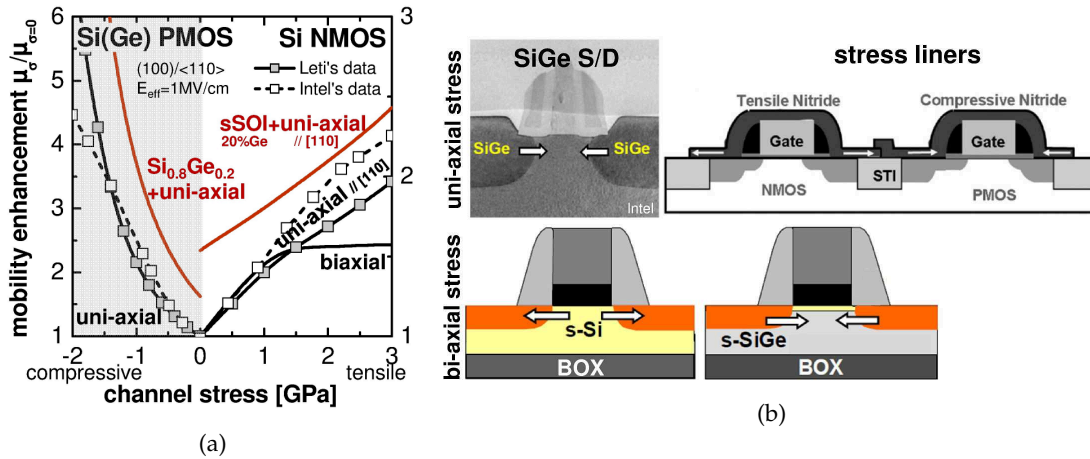 mobility enhancement μσ/μσ=0
6
5
4
3
2
1
Si(Ge) PMOS
Si NMOS
(100)/<110>
Eeff=1MV/cm
Leti's data
Intel's data
sSOI+uni-axial
20%Ge // [110]
Si0.8Ge0.2
+uni-axial
uni-axial // [110]
biaxial
uni-axial
3
2
1
-2 -1 0 1 2 3
compressive tensile
channel stress [GPa]
(a)
uni-axial stress
SiGe S/D
SiGe SiGe
Intel
stress liners
Tensile Nitride Compressive Nitride
Gate Gate
STI
NMOS PMOS
bi-axial stress
s-Si
BOX
s-SiGe
BOX
(b)